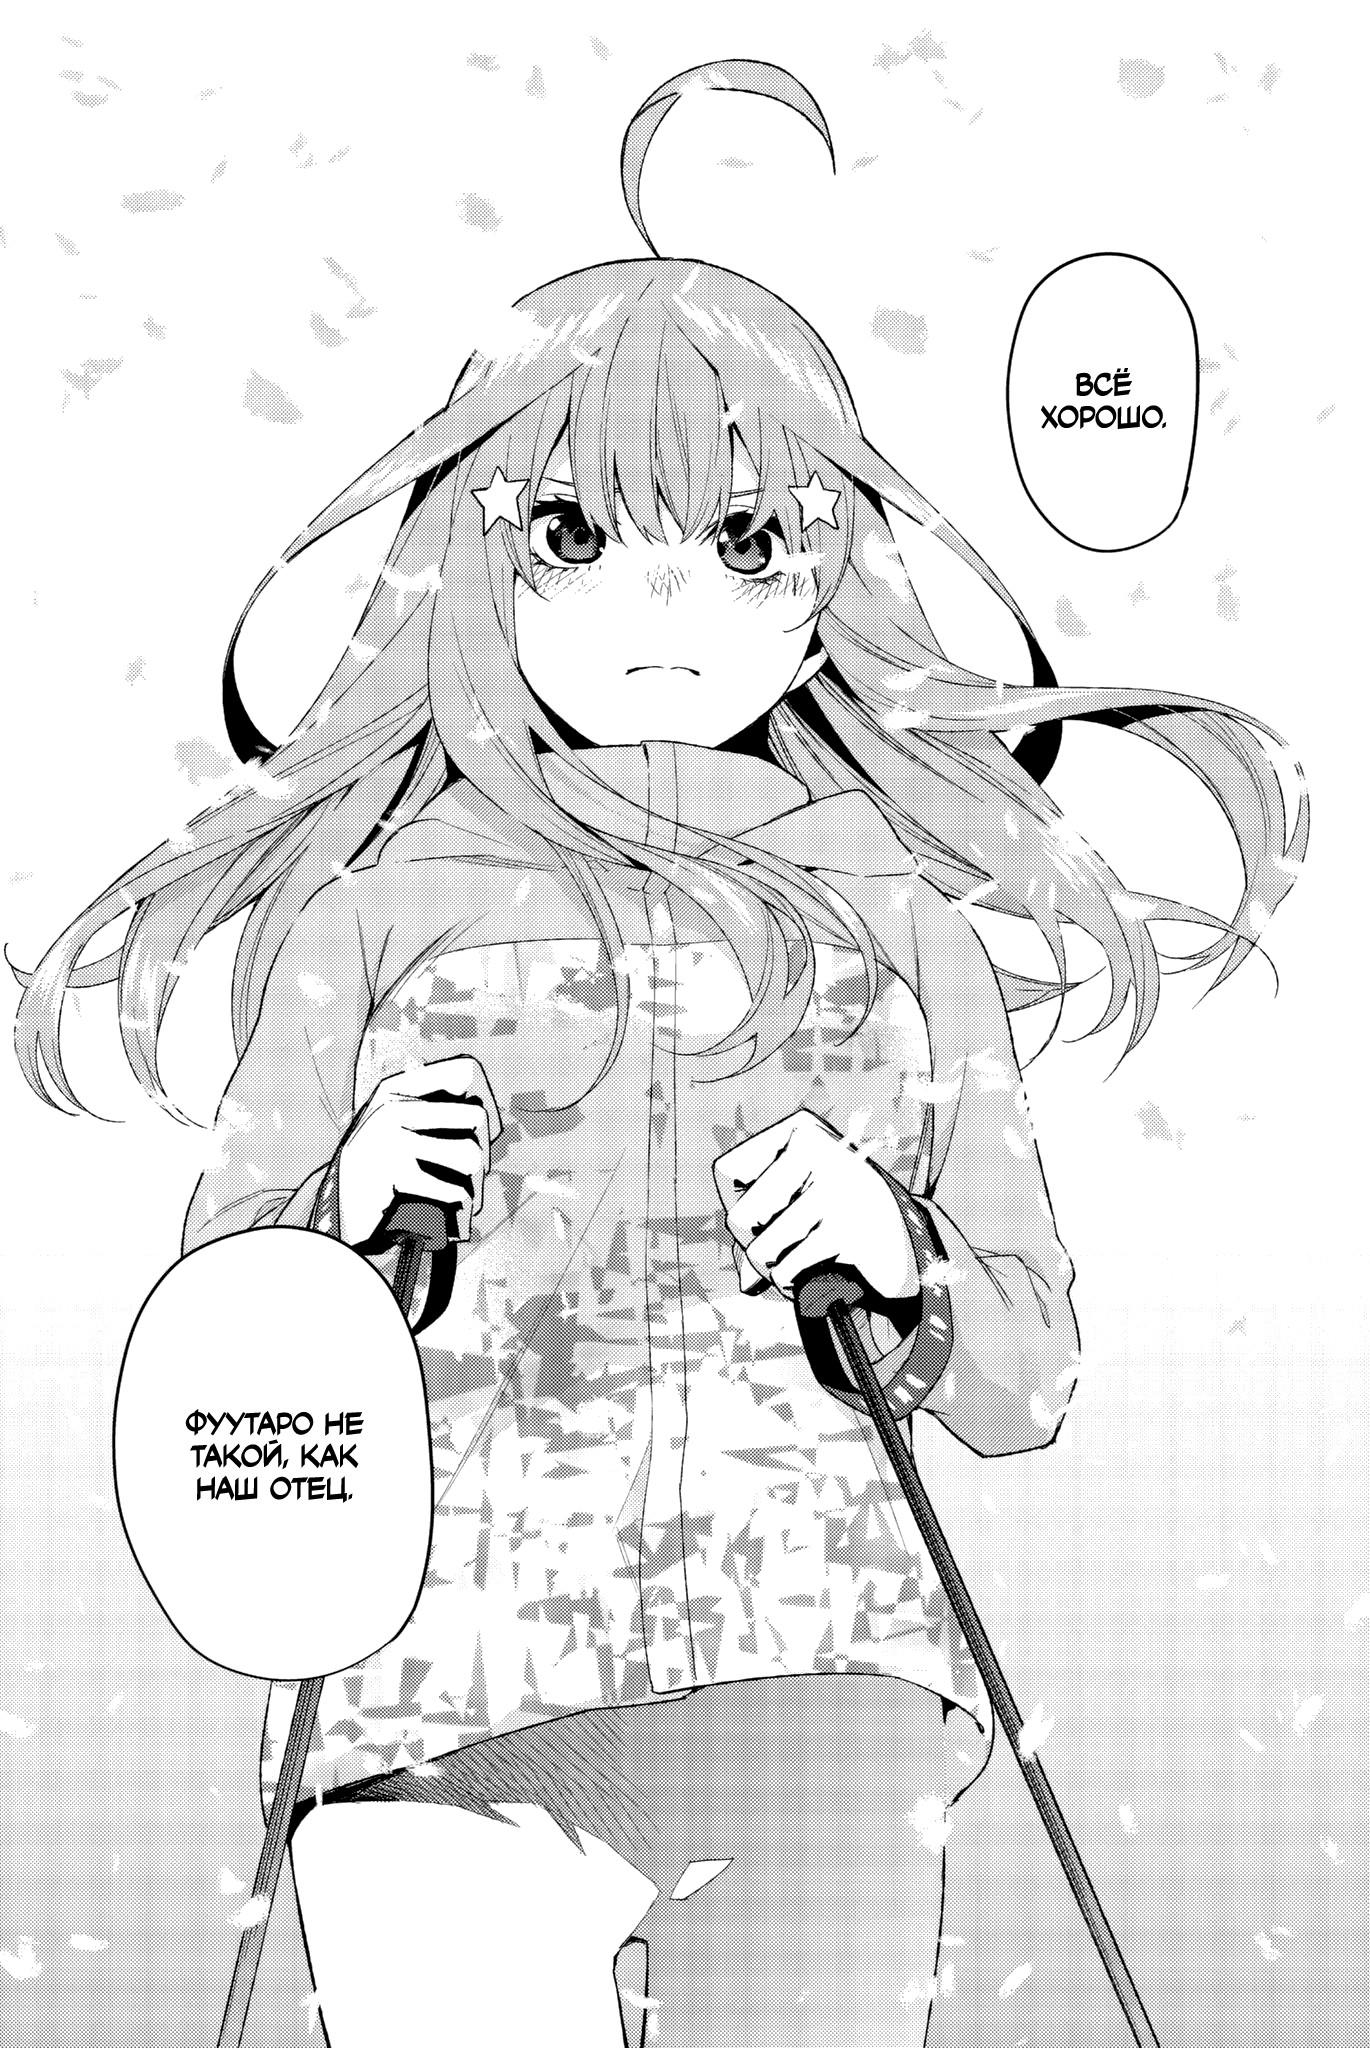 ВСЁ
ХОРОШО.
ФУУТАРО НЕ
ТАКОЙ, КАК
НАШ ОТЕЦ.